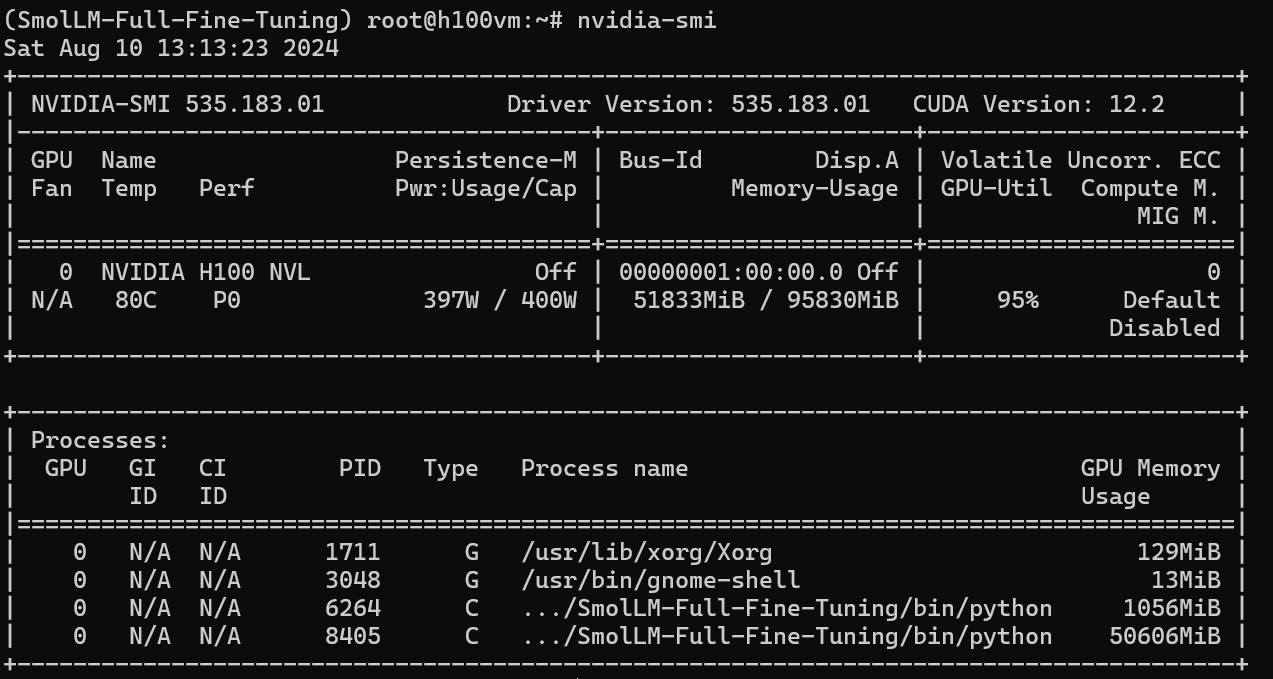 (SmolLM-Full-Fine-Tuning) root@h100vm:~# nvidia-smi
Sat Aug 10 13:13:23 2024
+---------------------------------------------------------------------------------------+
| NVIDIA-SMI 535.183.01             Driver Version: 535.183.01   CUDA Version: 12.2     |
|-----------------------------------------+----------------------+----------------------+
| GPU  Name                 Persistence-M | Bus-Id        Disp.A | Volatile Uncorr. ECC |
| Fan  Temp   Perf          Pwr:Usage/Cap |         Memory-Usage | GPU-Util  Compute M. |
|                                         |                      |               MIG M. |
|=========================================+======================+======================|
|   0  NVIDIA H100 NVL                Off | 00000001:00:00.0 Off |                    0 |
| N/A   80C    P0            397W / 400W |  51833MiB / 95830MiB |     95%      Default |
|                                         |                      |             Disabled |
+-----------------------------------------+----------------------+----------------------+

+---------------------------------------------------------------------------------------+
| Processes:                                                                            |
|  GPU   GI   CI        PID   Type   Process name                            GPU Memory |
|        ID   ID                                                             Usage      |
|=======================================================================================|
|    0   N/A  N/A      1711      G   /usr/lib/xorg/Xorg                          129MiB |
|    0   N/A  N/A      3048      G   /usr/bin/gnome-shell                         13MiB |
|    0   N/A  N/A      6264      C   .../SmolLM-Full-Fine-Tuning/bin/python     1056MiB |
|    0   N/A  N/A      8405      C   .../SmolLM-Full-Fine-Tuning/bin/python    50606MiB |
+---------------------------------------------------------------------------------------+